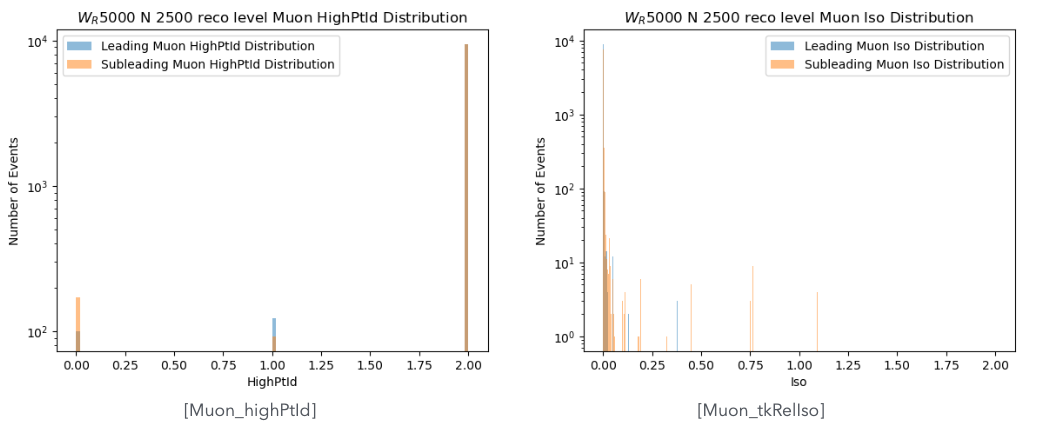 W_R5000 N 2500 reco level Muon HighPtId Distribution
10^4
10^3
10^2
Number of Events
Leading Muon HighPtId Distribution
Subleading Muon HighPtId Distribution
0.00 0.25 0.50 0.75 1.00 1.25 1.50 1.75 2.00
HighPtId
[Muon_highPtId]
W_R5000 N 2500 reco level Muon Iso Distribution
10^4
10^3
10^2
10^1
10^0
Number of Events
Leading Muon Iso Distribution
Subleading Muon Iso Distribution
0.00 0.25 0.50 0.75 1.00 1.25 1.50 1.75 2.00
Iso
[Muon_tkRelIso]